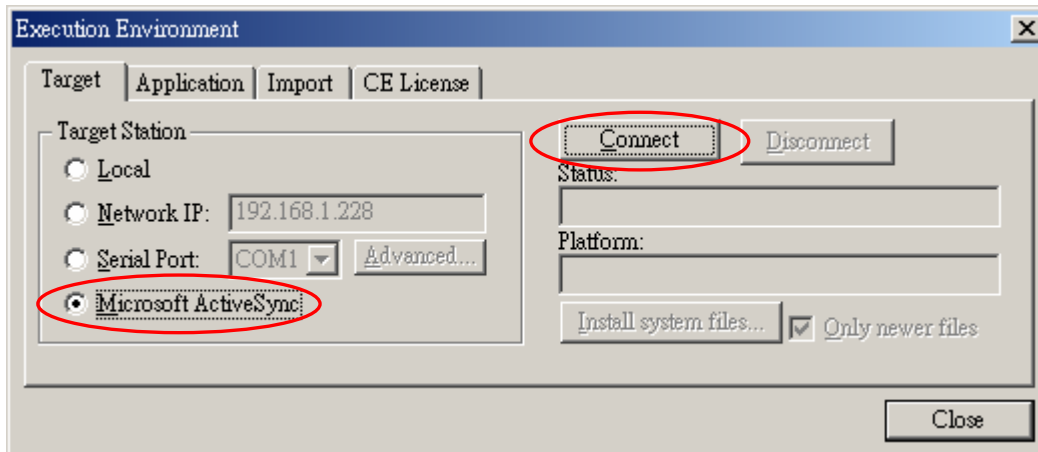 Execution Environment
Target Application Import CE License
Target Station
Local
Network IP: 192.168.1.228
Serial Port: COM1 Advanced...
Microsoft ActiveSync
Connect Disconnect
Status:
Platform:
Install system files... Only newer files
Close